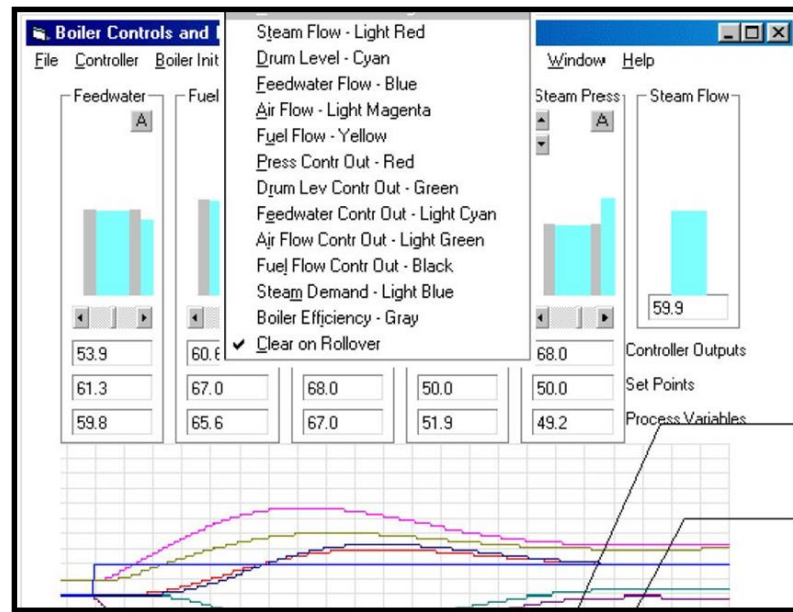 Boiler Controls and
File Controller Boiler Init Window Help
Steam Flow - Light Red
Drum Level - Cyan
Feedwater Flow - Blue
Air Flow - Light Magenta
Fuel Flow - Yellow
Press Contr Out - Red
Drum Lev Contr Out - Green
Feedwater Contr Out - Light Cyan
Air Flow Contr Out - Light Green
Fuel Flow Contr Out - Black
Steam Demand - Light Blue
Boiler Efficiency - Gray
Clear on Rollover
Feedwater Fuel Steam Press Steam Flow
A A
59.9
53.9 60.6 68.0 Controller Outputs
61.3 67.0 68.0 50.0 50.0 Set Points
59.8 65.6 67.0 51.9 49.2 Process Variables